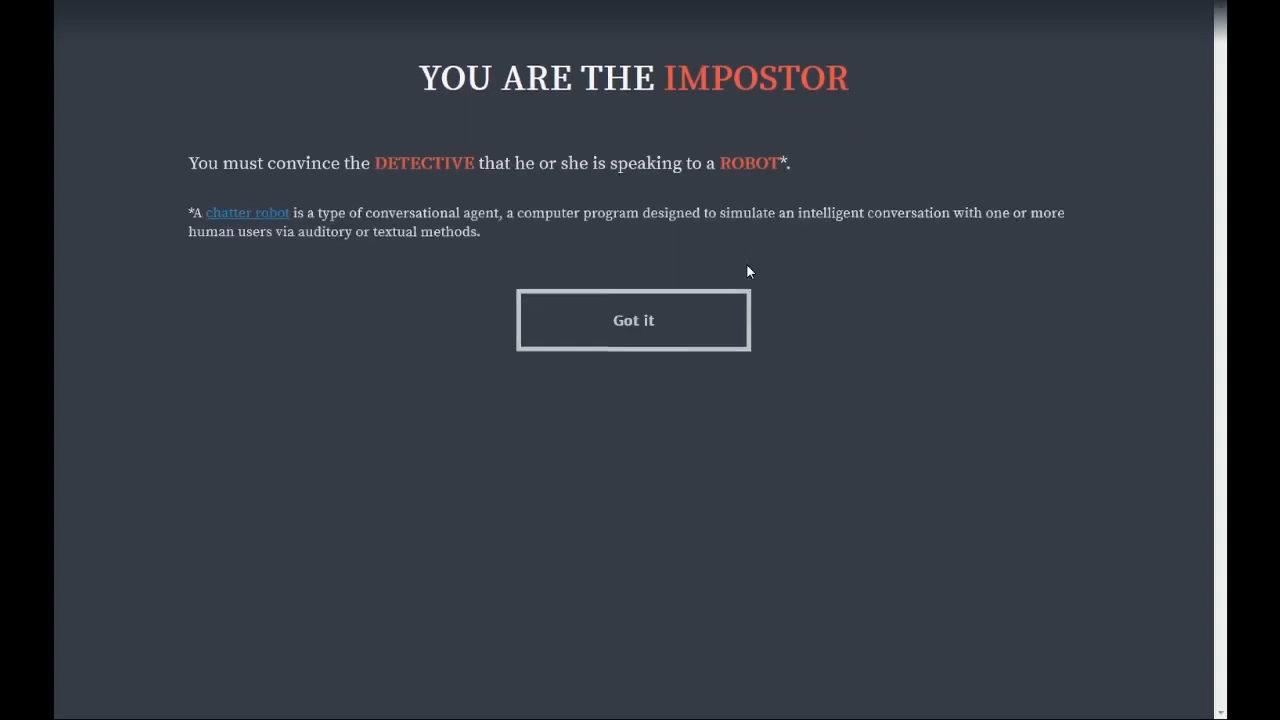 YOU ARE THE IMPOSTOR
You must convince the DETECTIVE that he or she is speaking to a ROBOT*.
*A chatter robot is a type of conversational agent, a computer program designed to simulate an intelligent conversation with one or more
human users via auditory or textual methods.
Got it